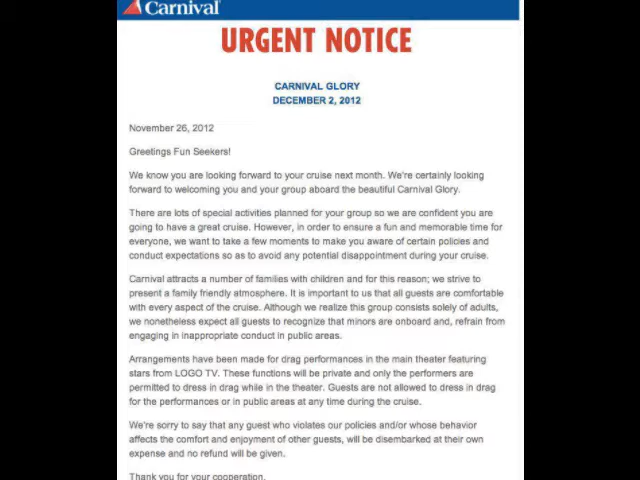 Carnival
URGENT NOTICE
CARNIVAL GLORY
DECEMBER 2, 2012
November 26, 2012
Greetings Fun Seekers!
We know you are looking forward to your cruise next month. We're certainly looking
forward to welcoming you and your group aboard the beautiful Carnival Glory.
There are lots of special activities planned for your group so we are confident you are
going to have a great cruise. However, in order to ensure a fun and memorable time for
everyone, we want to take a few moments to make you aware of certain policies and
conduct expectations so as to avoid any potential disappointment during your cruise.
Carnival attracts a number of families with children and for this reason; we strive to
present a family friendly atmosphere. It is important to us that all guests are comfortable
with every aspect of the cruise. Although we realize this group consists solely of adults,
we nonetheless expect all guests to recognize that minors are onboard and, refrain from
engaging in inappropriate conduct in public areas.
Arrangements have been made for drag performances in the main theater featuring
stars from LOGO TV. These functions will be private and only the performers are
permitted to dress in drag while in the theater. Guests are not allowed to dress in drag
for the performances or in public areas at any time during the cruise.
We're sorry to say that any guest who violates our policies and/or whose behavior
affects the comfort and enjoyment of other guests, will be disembarked at their own
expense and no refund will be given.
Thank you for your cooperation.